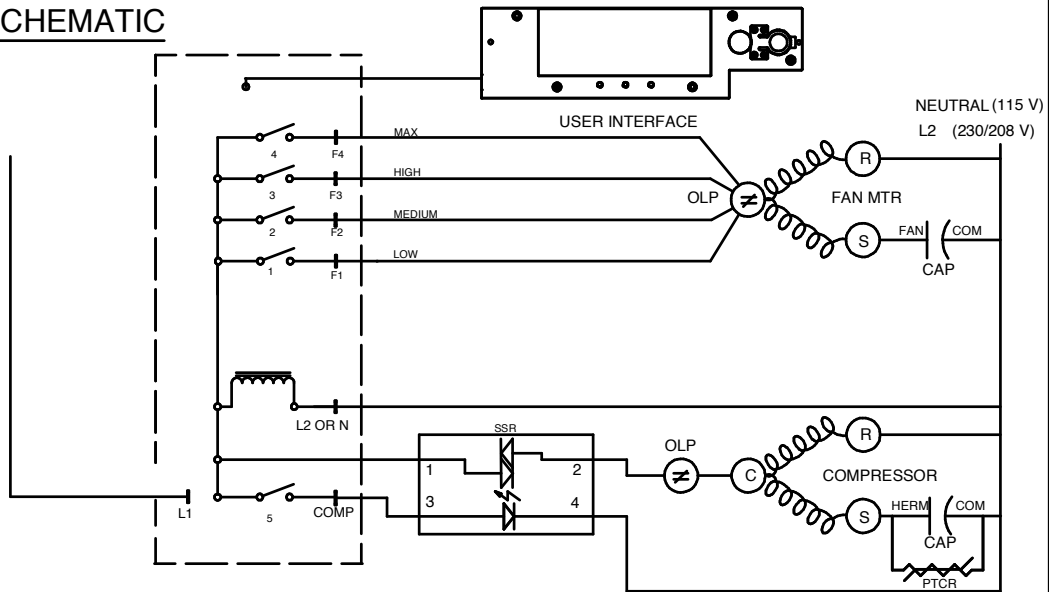 CHEMATIC
USER INTERFACE
NEUTRAL (115 V)
L2 (230/208 V)
4
F4
MAX
3
F3
HIGH
2
F2
MEDIUM
1
F1
LOW
OLP
R
FAN MTR
S
FAN
COM
CAP
L2 OR N
SSR
1
2
3
4
OLP
C
R
COMPRESSOR
S
HERM
COM
CAP
PTCR
L1
5
COMP